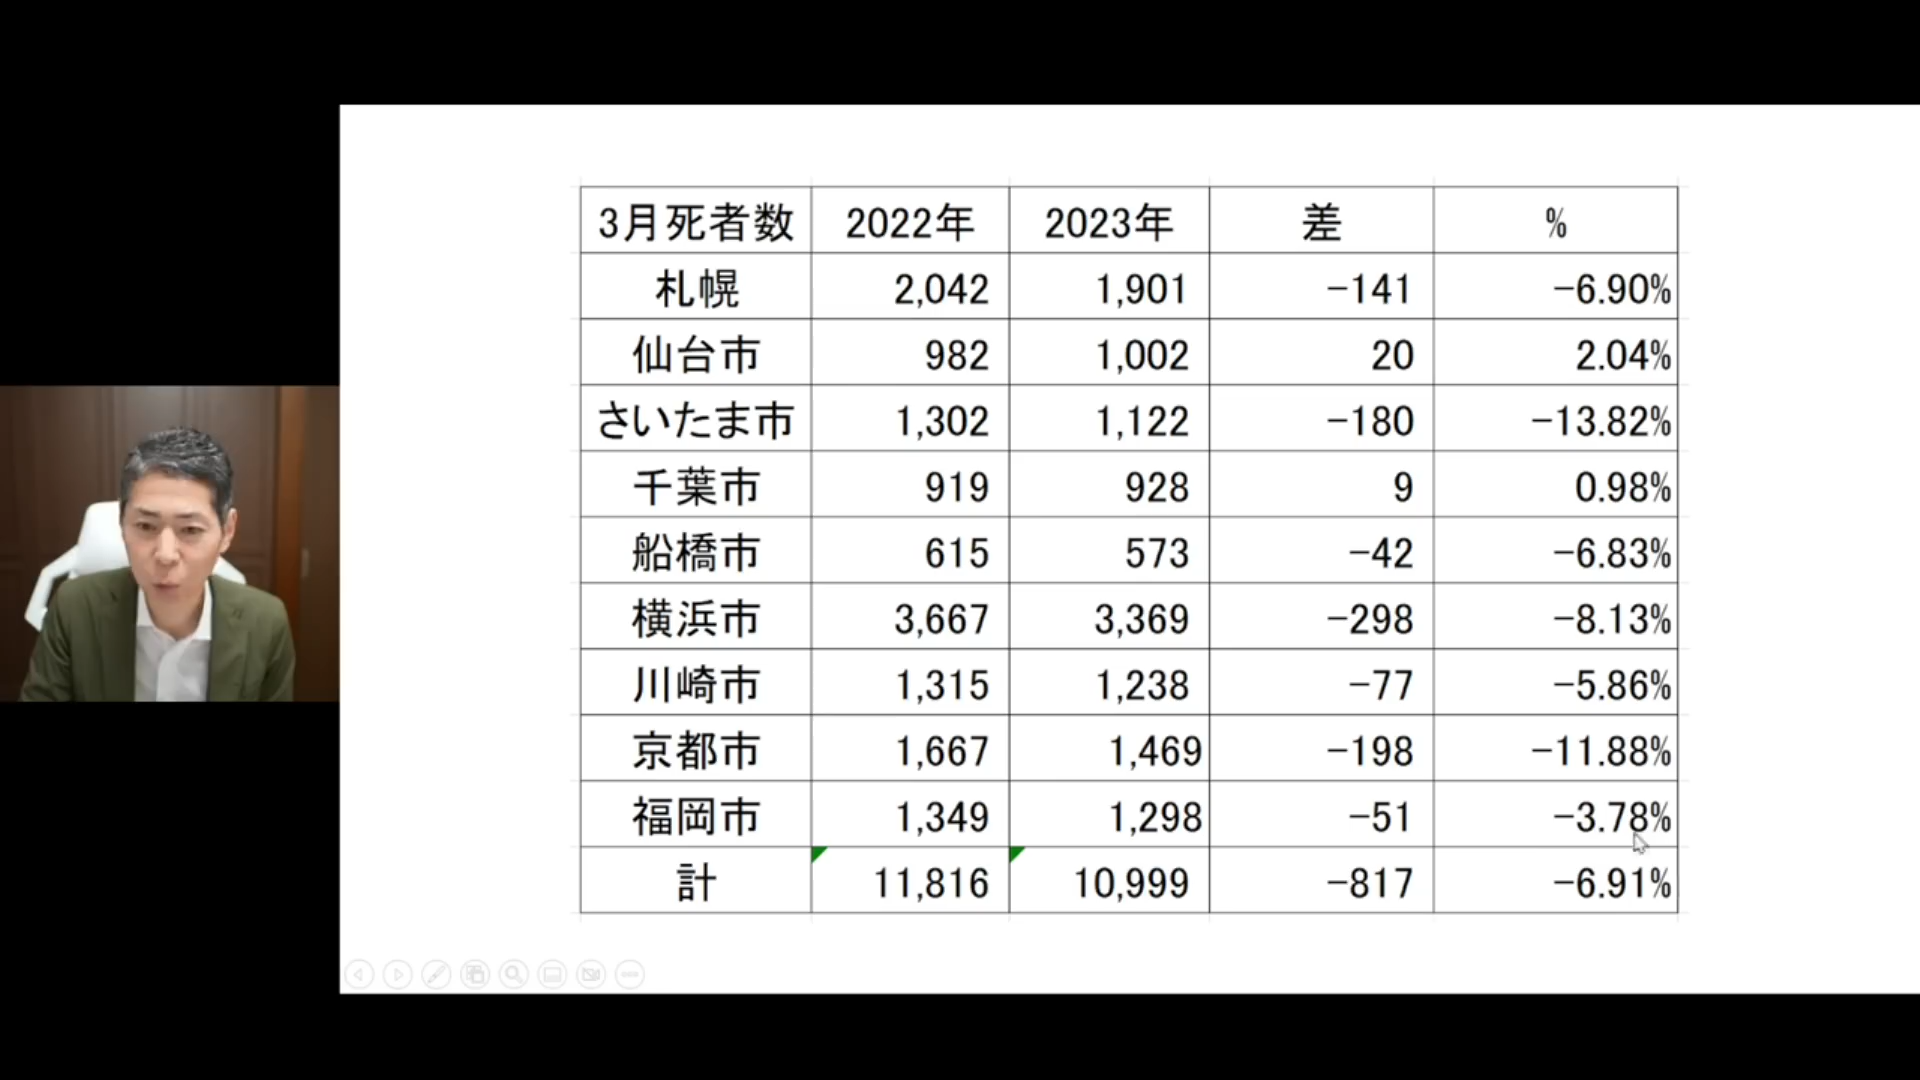 3月死者数 2022年 2023年 差 %
札幌 2,042 1,901 −141 −6.90%
仙台市 982 1,002 20 2.04%
さいたま市 1,302 1,122 −180 −13.82%
千葉市 919 928 9 0.98%
船橋市 615 573 −42 −6.83%
横浜市 3,667 3,369 −298 −8.13%
川崎市 1,315 1,238 −77 −5.86%
京都市 1,667 1,469 −198 −11.88%
福岡市 1,349 1,298 −51 −3.78%
計 11,816 10,999 −817 −6.91%